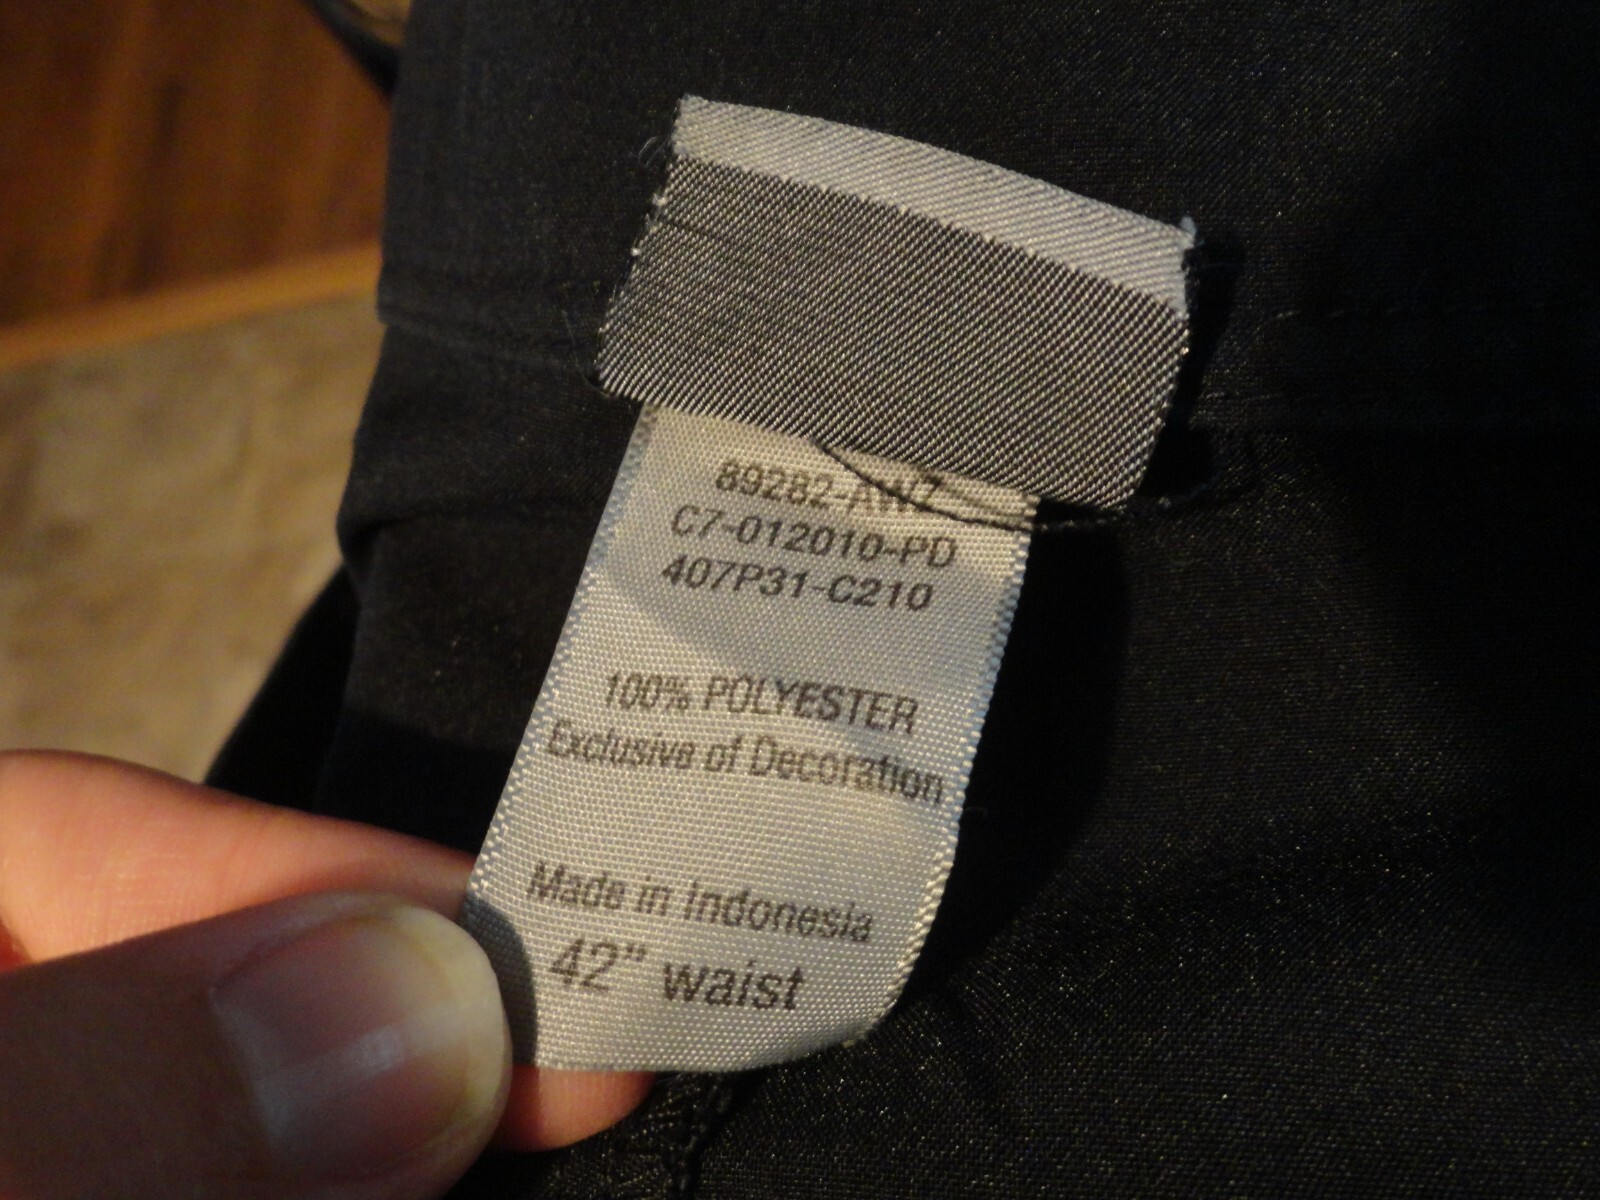 89282-AWZ
C7-012010-PD
407P31-C210
100% POLYESTER
Exclusive of Decoration
Made in Indonesia
42" waist